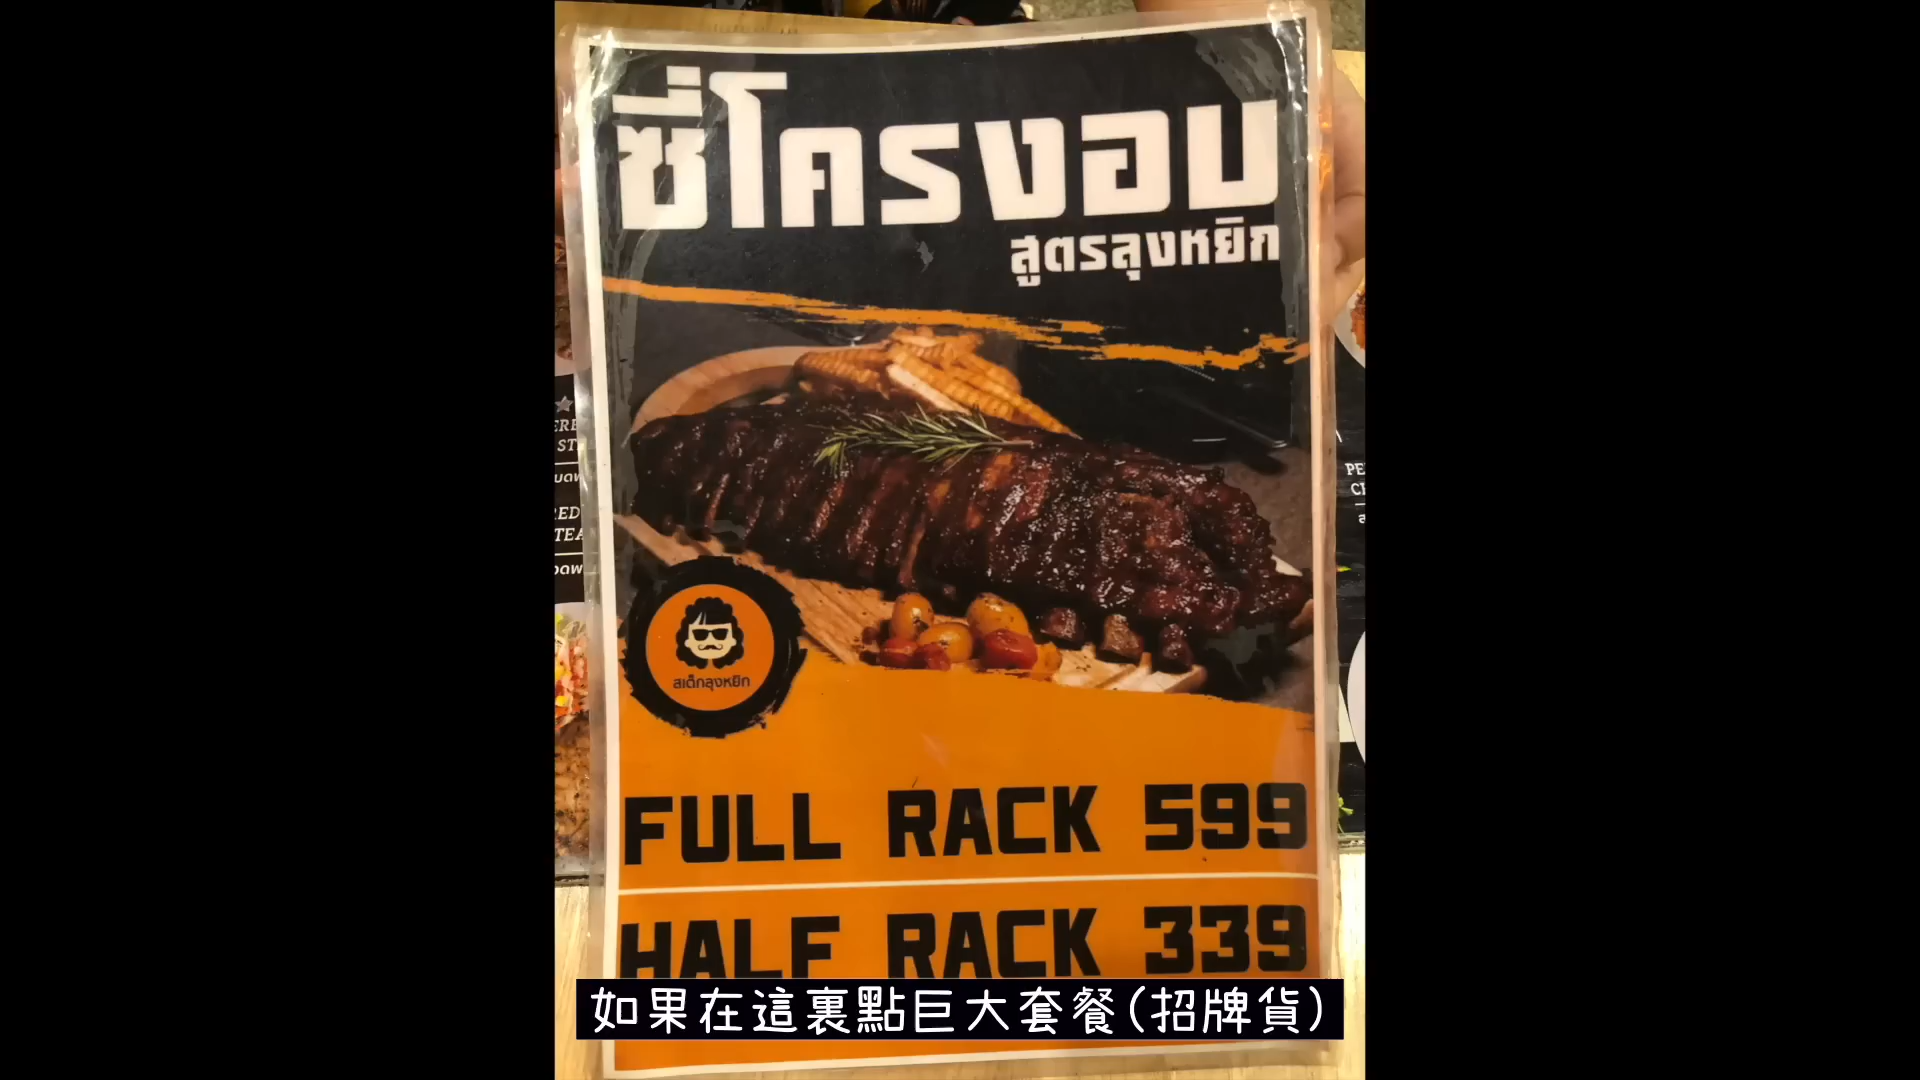 ซี่โครงอบ
สูตรลุงหยิก
สเต็กลุงหยิก
FULL RACK 599
HALF RACK 339
如果在這裏點巨大套餐(招牌貨)